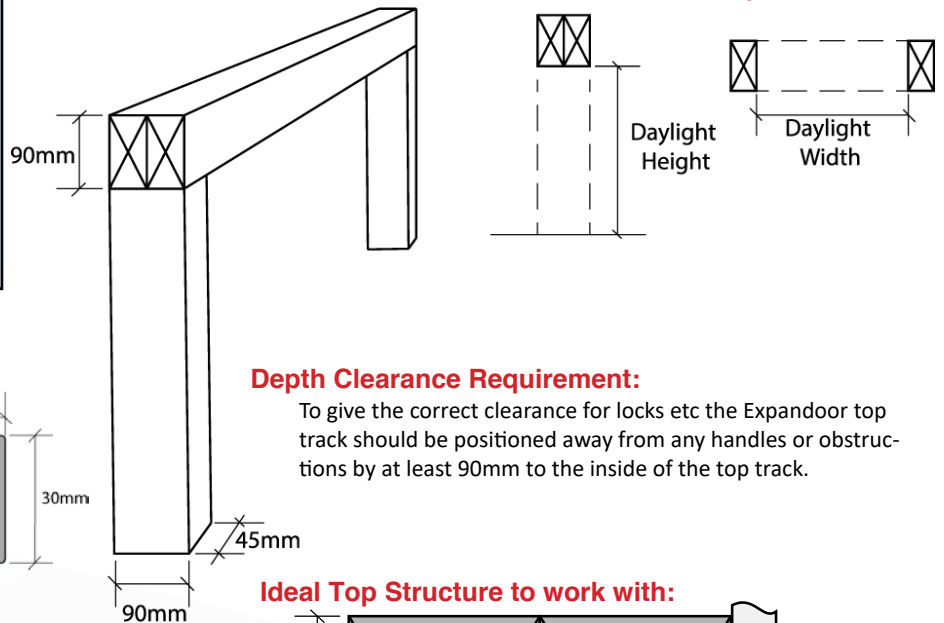 90mm
Daylight
Height
Daylight
Width
Depth Clearance Requirement:
To give the correct clearance for locks etc the Expandoor top
track should be positioned away from any handles or obstruc-
tions by at least 90mm to the inside of the top track.
30mm
45mm
90mm
Ideal Top Structure to work with: